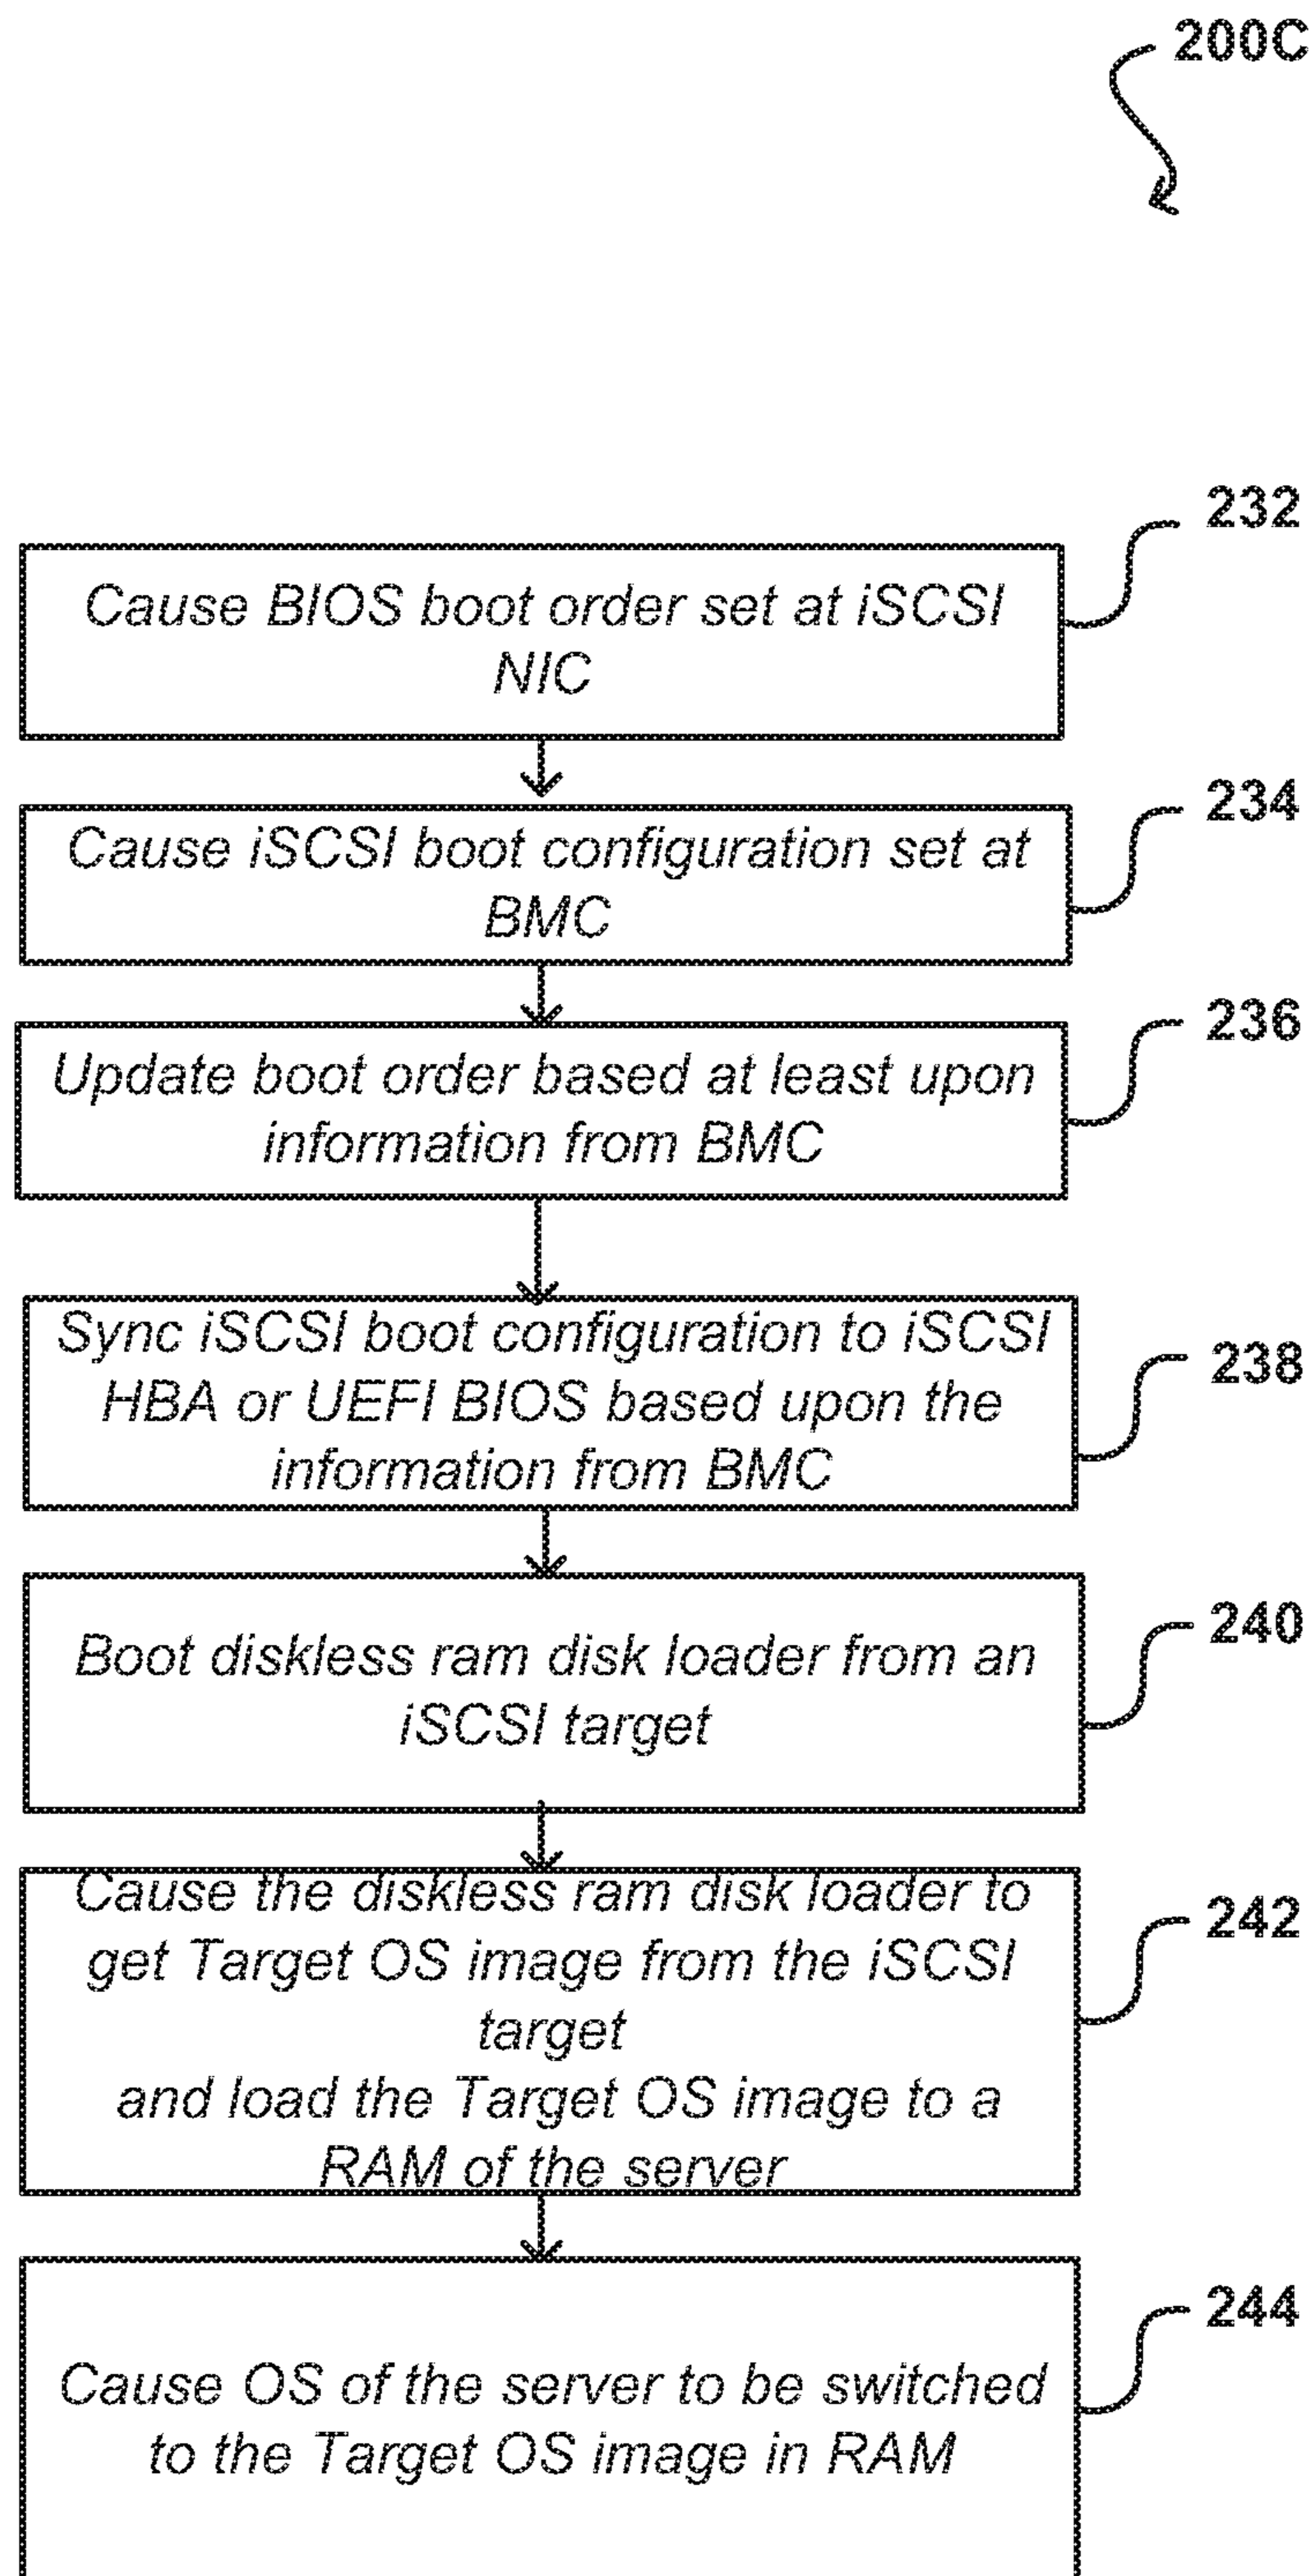 200C
232
Cause BIOS boot order set at iSCSI
NIC
234
Cause iSCSI boot configuration set at
BMC
236
Update boot order based at least upon
information from BMC
238
Sync iSCSI boot configuration to iSCSI
HBA or UEFI BIOS based upon the
information from BMC
240
Boot diskless ram disk loader from an
iSCSI target
242
Cause the diskless ram disk loader to
get Target OS image from the iSCSI
target
and load the Target OS image to a
RAM of the server
244
Cause OS of the server to be switched
to the Target OS image in RAM